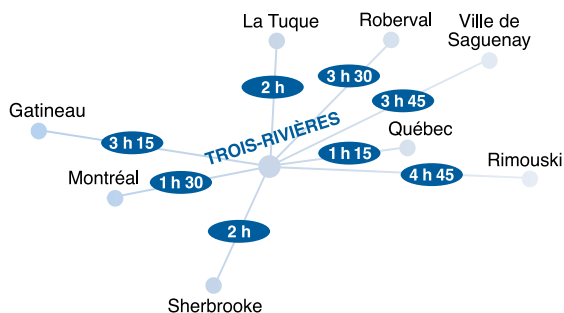 La Tuque
Roberval
Ville de
Saguenay
2 h
3 h 30
3 h 45
Gatineau
3 h 15
TROIS-RIVIÈRES
Québec
1 h 15
Montréal
1 h 30
4 h 45
Rimouski
2 h
Sherbrooke